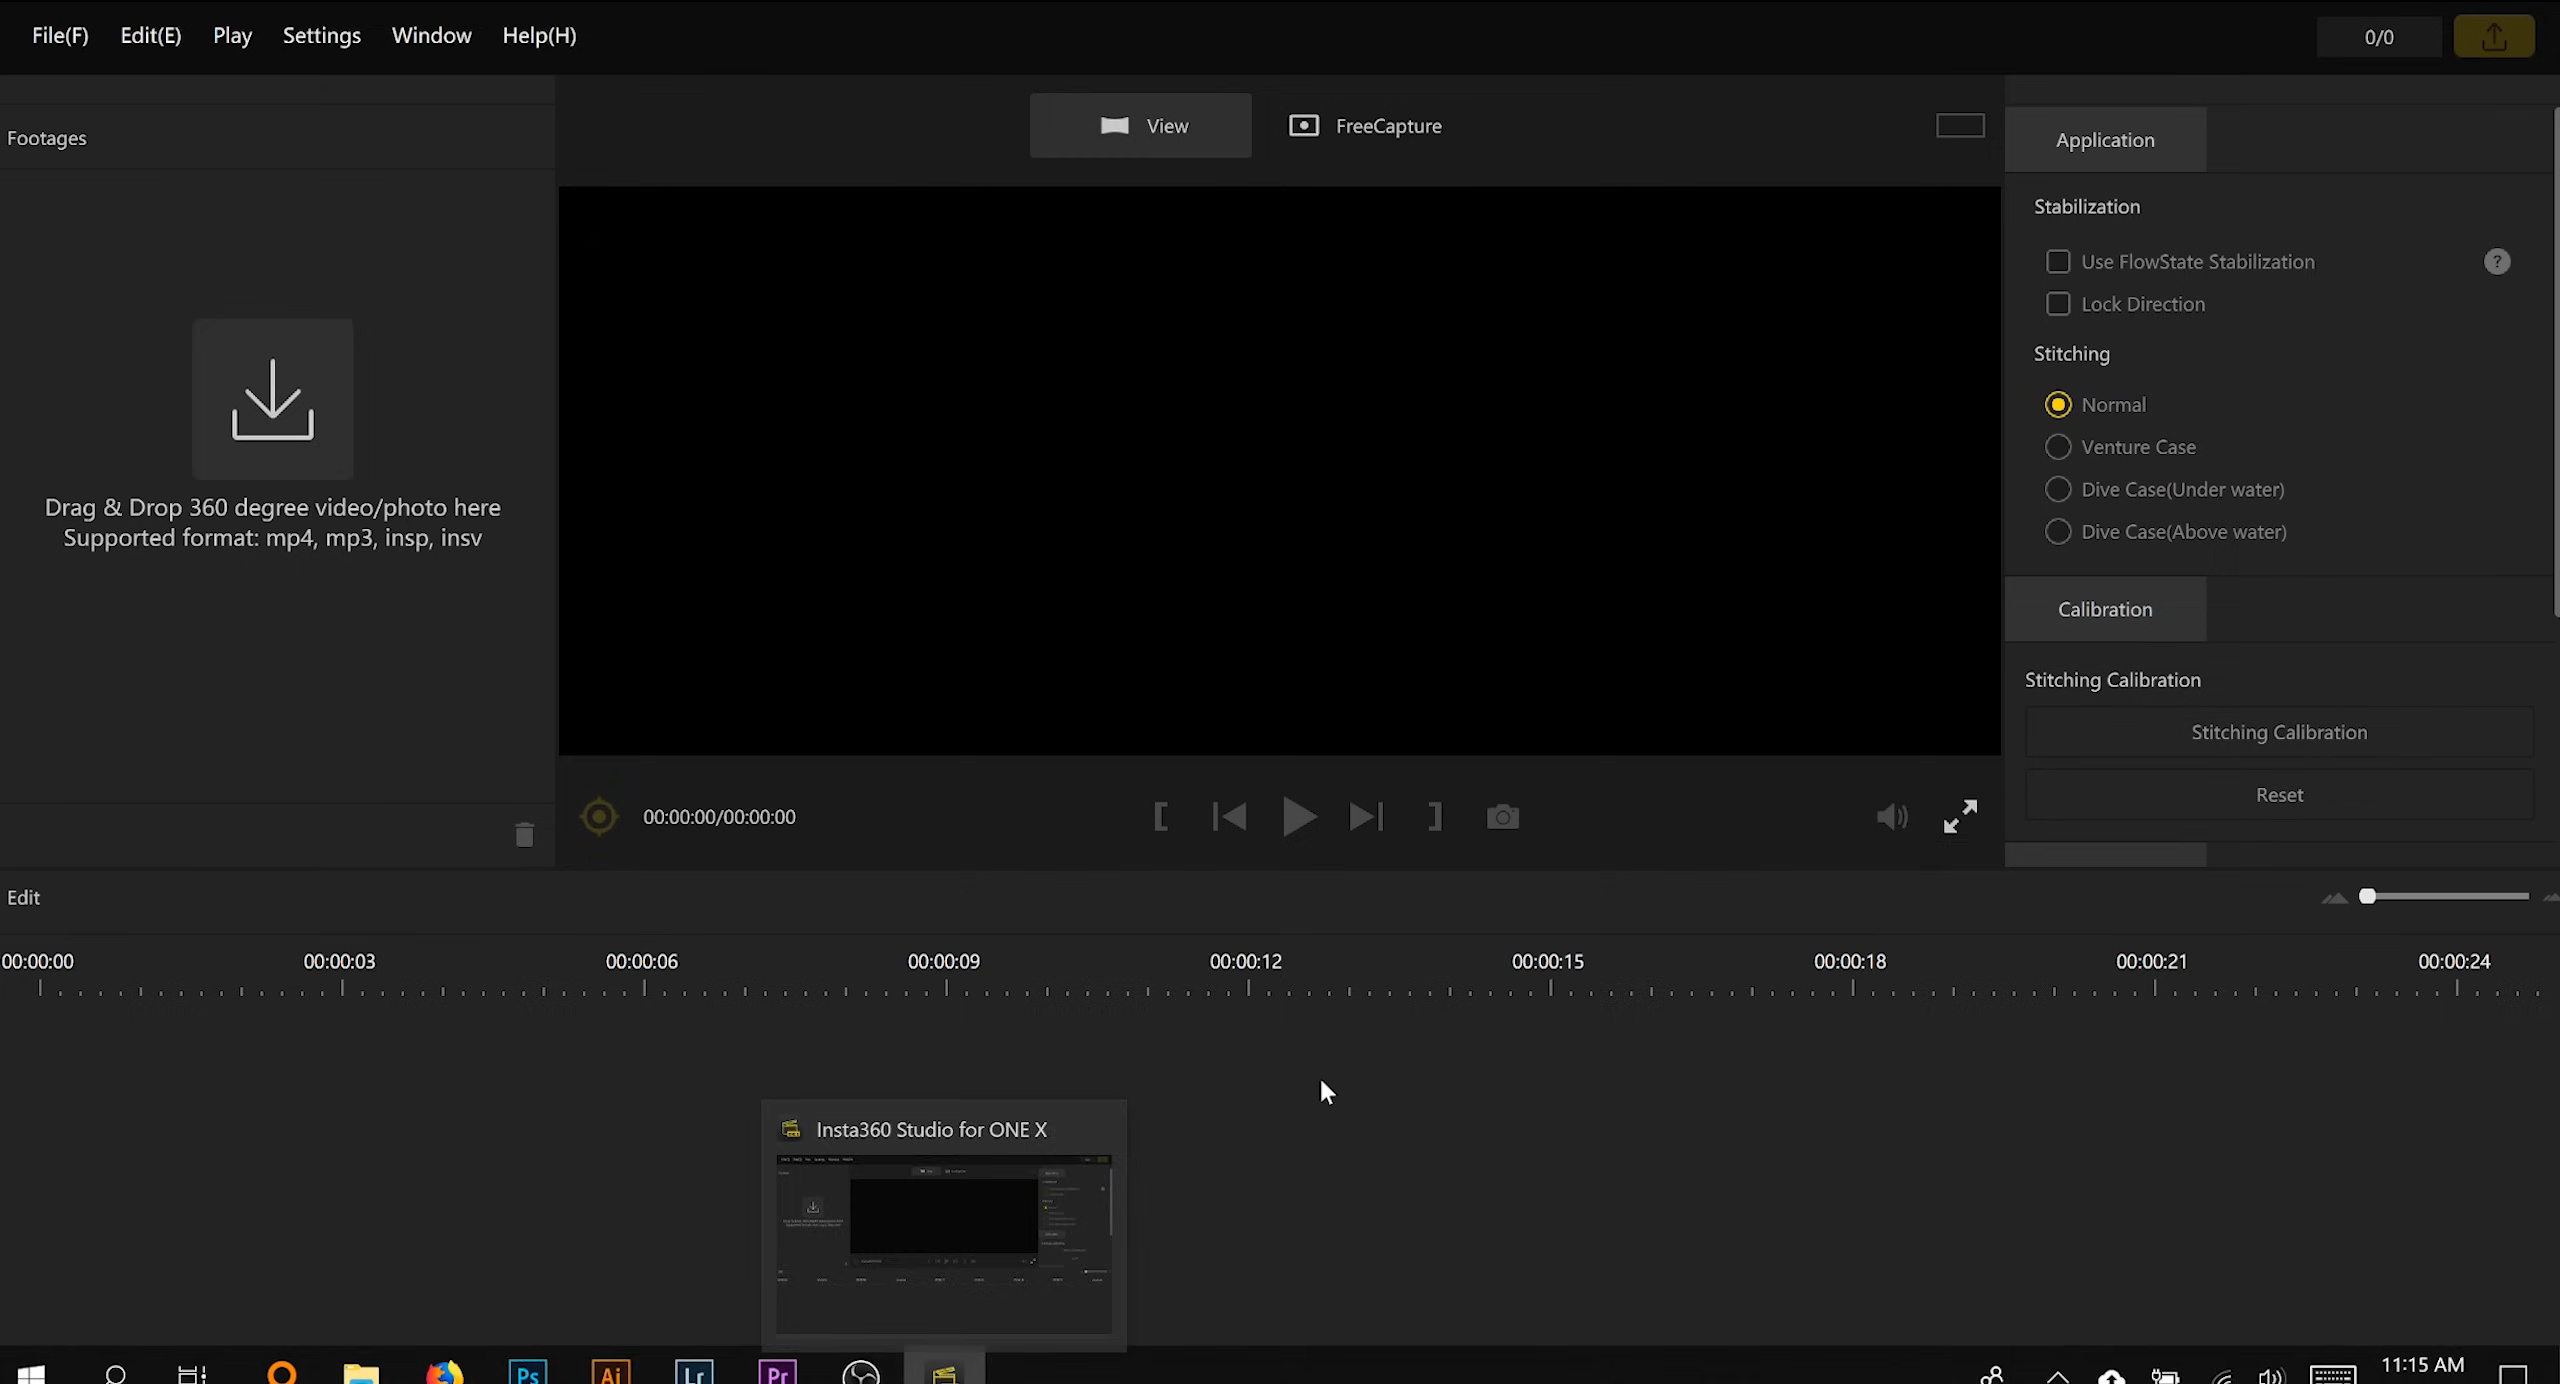 File(F) Edit(E) Play Settings Window Help(H)
0/0
Footages
View
FreeCapture
Application
Stabilization
Use FlowState Stabilization
?
Lock Direction
Stitching
Normal
Venture Case
Dive Case(Under water)
Dive Case(Above water)
Drag & Drop 360 degree video/photo here
Supported format: mp4, mp3, insp, insv
Calibration
Stitching Calibration
Stitching Calibration
Reset
00:00:00/00:00:00
Edit
00:00:00 00:00:03 00:00:06 00:00:09 00:00:12 00:00:15 00:00:18 00:00:21 00:00:24
Insta360 Studio for ONE X
Ps Ai Lr Pr
11:15 AM